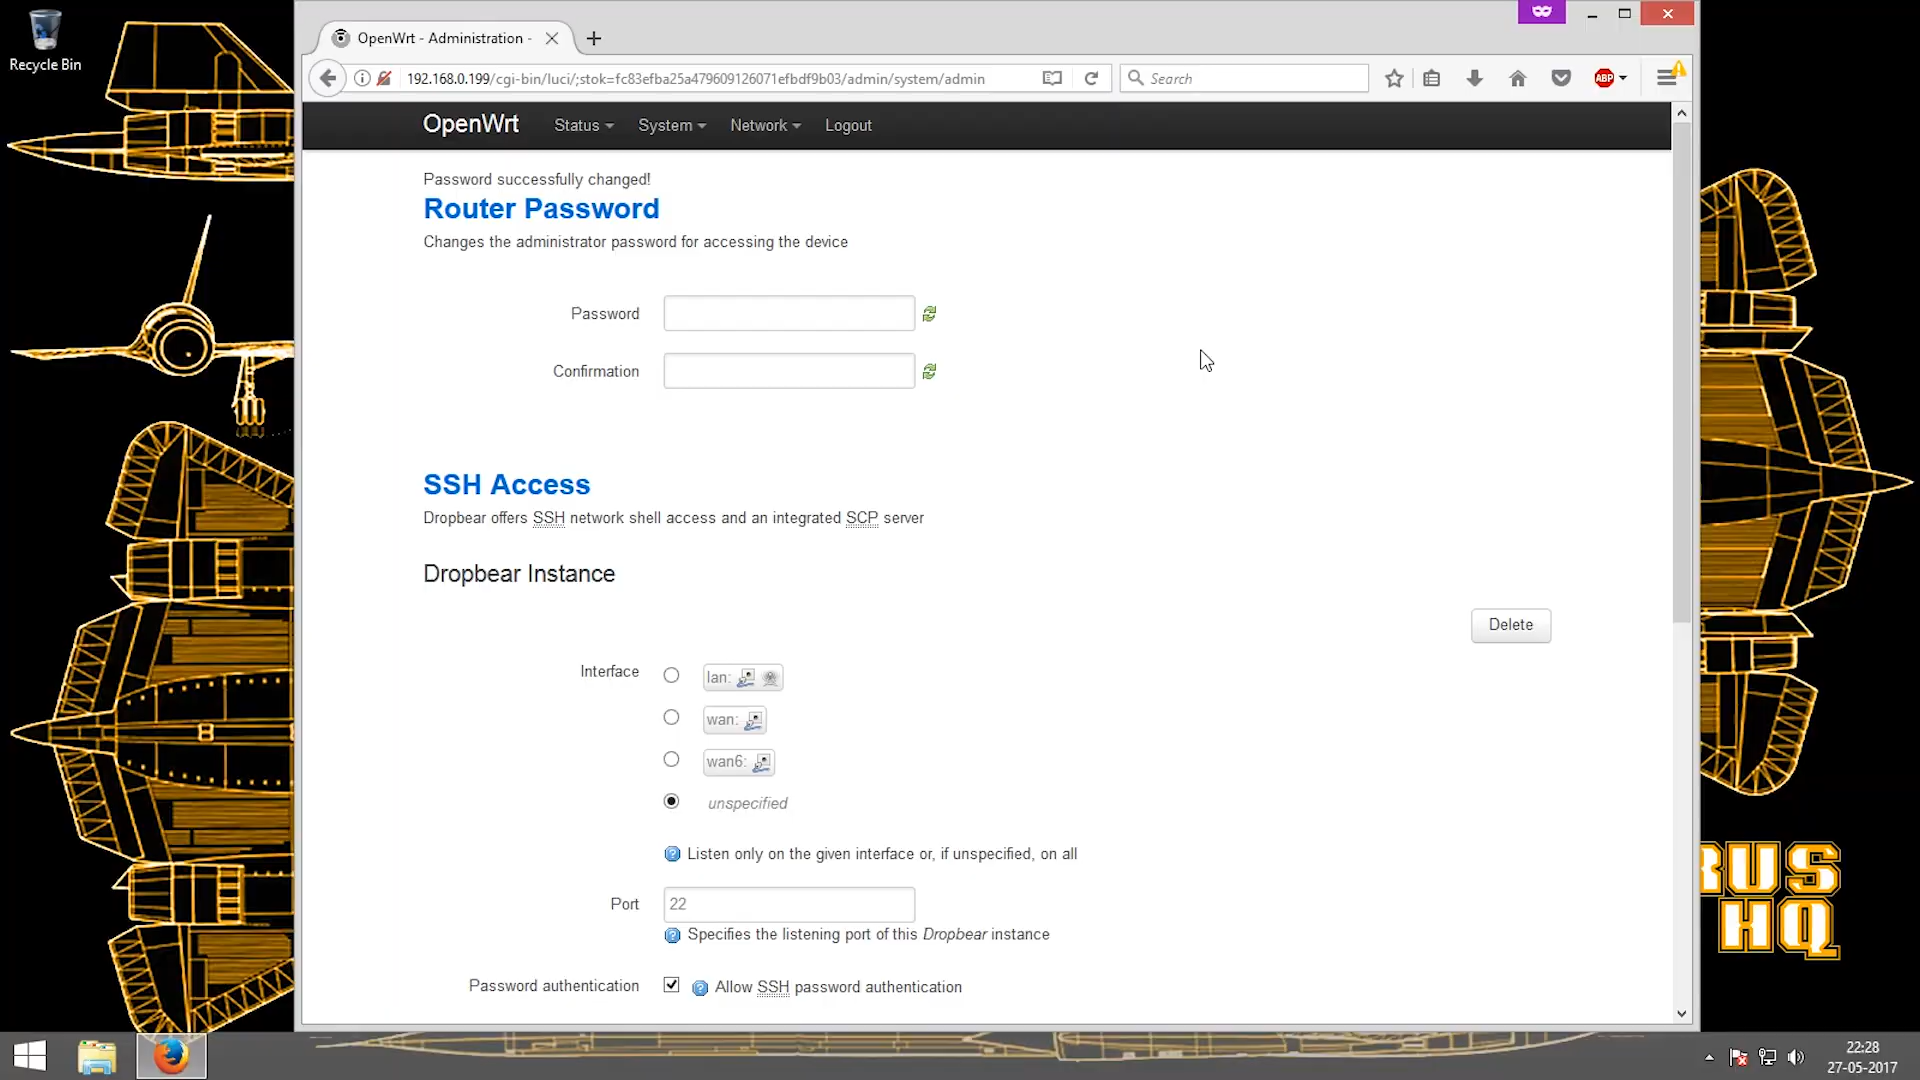 Recycle Bin
OpenWrt - Administration -
192.168.0.199/cgi-bin/luci/;stok=fc83efba25a479609126071efbdf9b03/admin/system/admin
Search
ABP
OpenWrt
Status
System
Network
Logout
Password successfully changed!
Router Password
Changes the administrator password for accessing the device
Password
Confirmation
SSH Access
Dropbear offers SSH network shell access and an integrated SCP server
Dropbear Instance
Delete
Interface
lan:
wan:
wan6:
unspecified
Listen only on the given interface or, if unspecified, on all
Port
22
Specifies the listening port of this Dropbear instance
Password authentication
Allow SSH password authentication
RUS
HQ
22:28
27-05-2017